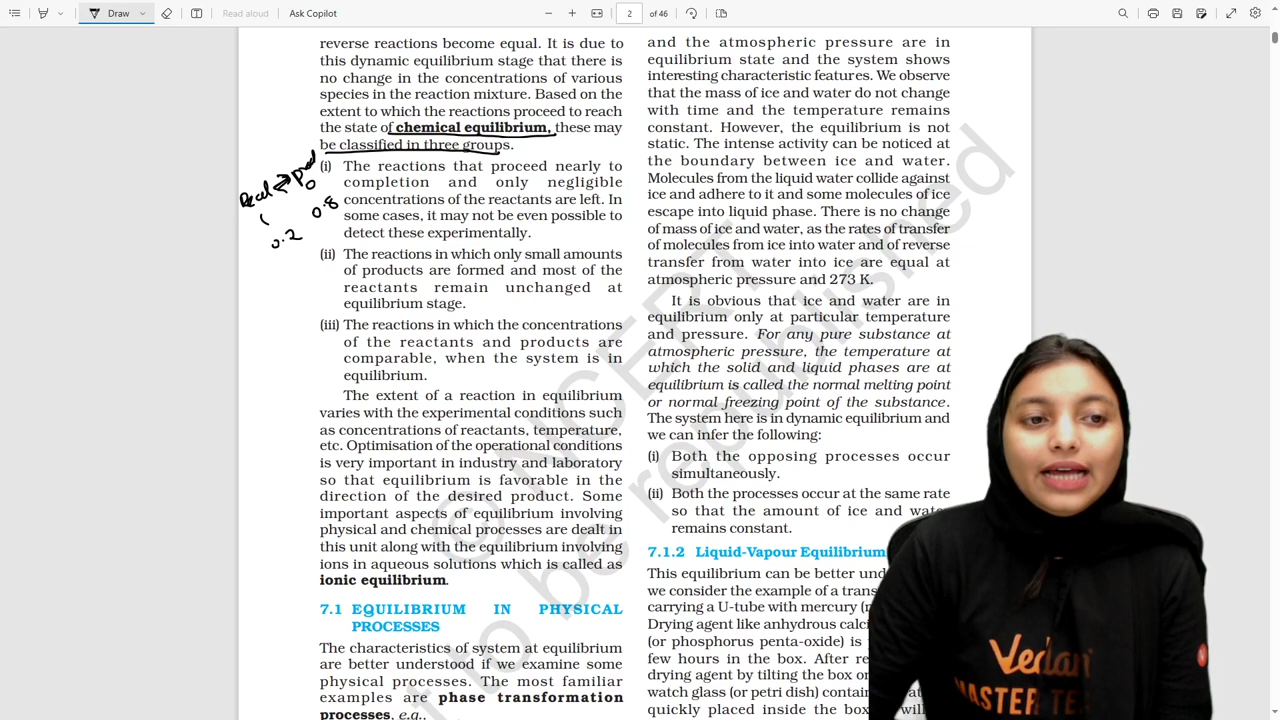 Draw
Read aloud
Ask Copilot
2
of 46
reverse reactions become equal. It is due to
this dynamic equilibrium stage that there is
no change in the concentrations of various
species in the reaction mixture. Based on the
extent to which the reactions proceed to reach
the state of chemical equilibrium, these may
be classified in three groups.
(i) The reactions that proceed nearly to
completion and only negligible
concentrations of the reactants are left. In
some cases, it may not be even possible to
detect these experimentally.
(ii) The reactions in which only small amounts
of products are formed and most of the
reactants remain unchanged at
equilibrium stage.
(iii) The reactions in which the concentrations
of the reactants and products are
comparable, when the system is in
equilibrium.
The extent of a reaction in equilibrium
varies with the experimental conditions such
as concentrations of reactants, temperature,
etc. Optimisation of the operational conditions
is very important in industry and laboratory
so that equilibrium is favorable in the
direction of the desired product. Some
important aspects of equilibrium involving
physical and chemical processes are dealt in
this unit along with the equilibrium involving
ions in aqueous solutions which is called as
ionic equilibrium.
7.1 EQUILIBRIUM IN PHYSICAL
PROCESSES
The characteristics of system at equilibrium
are better understood if we examine some
physical processes. The most familiar
examples are phase transformation
processes, e.g.,
prod
0
0.8
0.2
and the atmospheric pressure are in
equilibrium state and the system shows
interesting characteristic features. We observe
that the mass of ice and water do not change
with time and the temperature remains
constant. However, the equilibrium is not
static. The intense activity can be noticed at
the boundary between ice and water.
Molecules from the liquid water collide against
ice and adhere to it and some molecules of ice
escape into liquid phase. There is no change
of mass of ice and water, as the rates of transfer
of molecules from ice into water and of reverse
transfer from water into ice are equal at
atmospheric pressure and 273 K.
It is obvious that ice and water are in
equilibrium only at particular temperature
and pressure. For any pure substance at
atmospheric pressure, the temperature at
which the solid and liquid phases are at
equilibrium is called the normal melting point
or normal freezing point of the substance.
The system here is in dynamic equilibrium and
we can infer the following:
(i) Both the opposing processes occur
simultaneously.
(ii) Both the processes occur at the same rate
so that the amount of ice and wate
remains constant.
7.1.2 Liquid-Vapour Equilibrium
This equilibrium can be better und
we consider the example of a trans
carrying a U-tube with mercury (m
Drying agent like anhydrous calci
(or phosphorus penta-oxide) is
few hours in the box. After re
drying agent by tilting the box o
watch glass (or petri dish) contain
quickly placed inside the box
© NCERT
be republished
Vedantu
MASTER